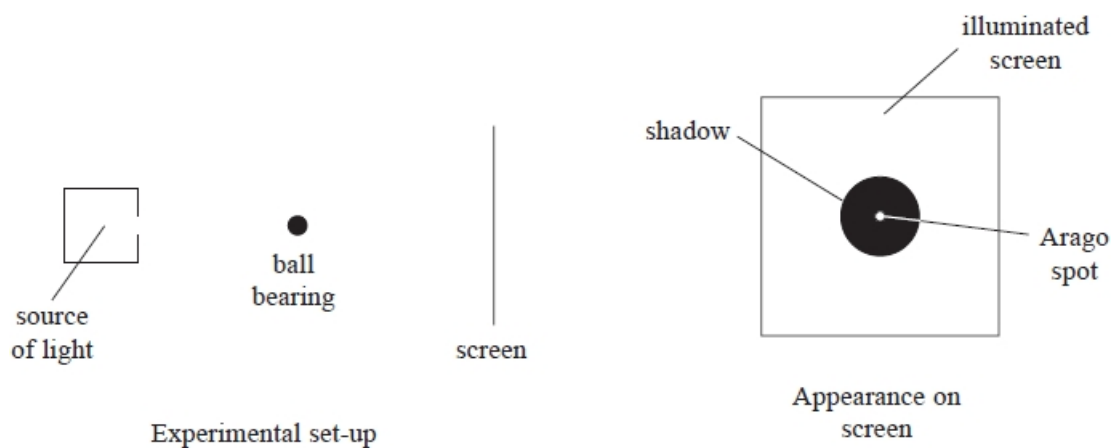 source
of light
ball
bearing
screen
Experimental set-up
illuminated
screen
shadow
Arago
spot
Appearance on
screen